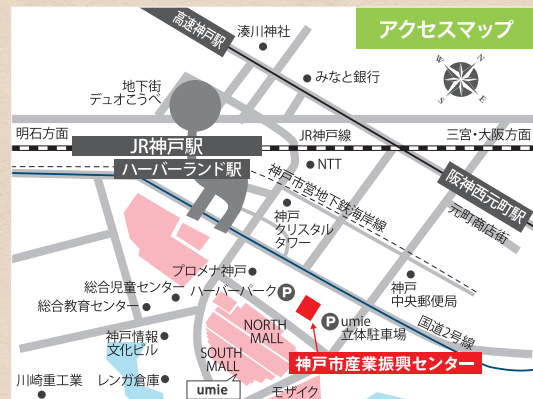 アクセスマップ
高速神戸駅
湊川神社
N
W
E
S
みなと銀行
地下街
デュオこうべ
明石方面
JR神戸駅
JR神戸線
三宮・大阪方面
ハーバーランド駅
NTT
神戸市営地下鉄海岸線
阪神西元町駅
元町商店街
神戸
クリスタル
タワー
プロメナ神戸
総合児童センター
ハーバーパーク
P
神戸
中央郵便局
総合教育センター
P
umie
立体駐車場
国道2号線
NORTH
MALL
神戸情報
文化ビル
SOUTH
MALL
神戸市産業振興センター
川崎重工業
レンガ倉庫
umie
モザイク